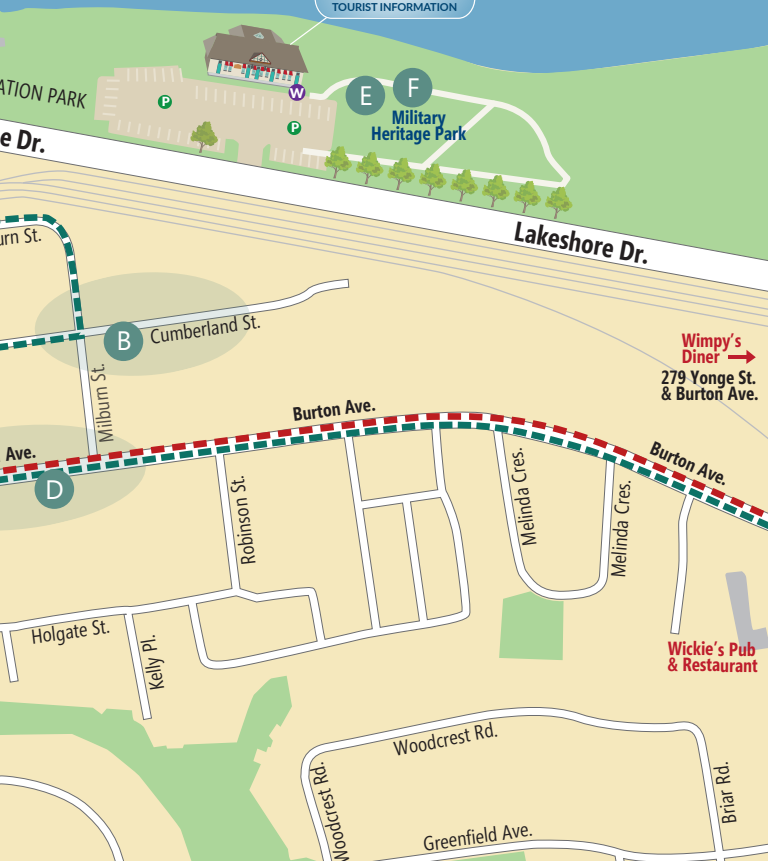 TOURIST INFORMATION
ATION PARK
P
W
P
E
F
Military
Heritage Park
e Dr.
Lakeshore Dr.
urn St.
B
Cumberland St.
Milburn St.
Wimpy's
Diner
279 Yonge St.
& Burton Ave.
Burton Ave.
Ave.
Burton Ave.
D
Robinson St.
Melinda Cres.
Melinda Cres.
Holgate St.
Kelly Pl.
Wickie's Pub
& Restaurant
Woodcrest Rd.
Woodcrest Rd.
Briar Rd.
Greenfield Ave.